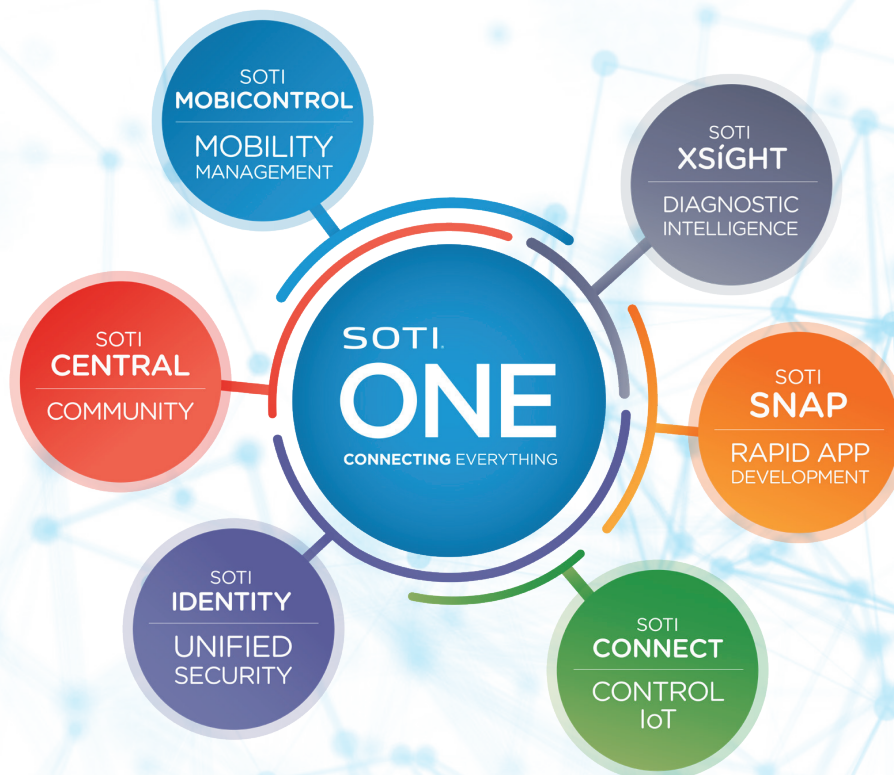 SOTI
MOBICONTROL
MOBILITY
MANAGEMENT
SOTI
XSíGHT
DIAGNOSTIC
INTELLIGENCE
SOTI
CENTRAL
COMMUNITY
SOTI.
ONE
CONNECTING EVERYTHING
SOTI
SNAP
RAPID APP
DEVELOPMENT
SOTI
IDENTITY
UNIFIED
SECURITY
SOTI
CONNECT
CONTROL
IoT